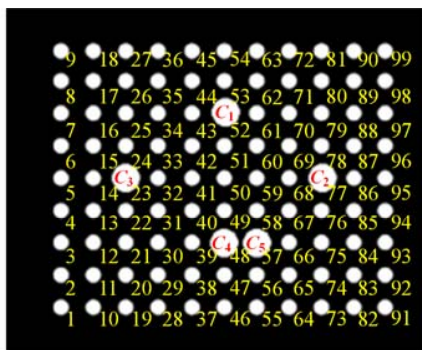 9 18 27 36 45 54 63 72 81 90 99
8 17 26 35 44 53 62 71 80 89 98
C₁
7 16 25 34 43 52 61 70 79 88 97
6 15 24 33 42 51 60 69 78 87 96
C₃ C₂
5 14 23 32 41 50 59 68 77 86 95
4 13 22 31 40 49 58 67 76 85 94
C₄ C₅
3 12 21 30 39 48 57 66 75 84 93
2 11 20 29 38 47 56 65 74 83 92
1 10 19 28 37 46 55 64 73 82 91